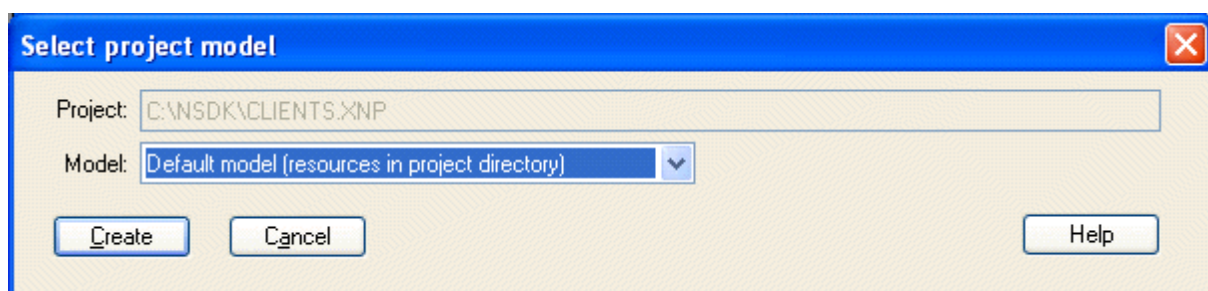 Select project model
Project: C:\NSDK\CLIENTS.XNP
Model: Default model (resources in project directory)
Create Cancel Help